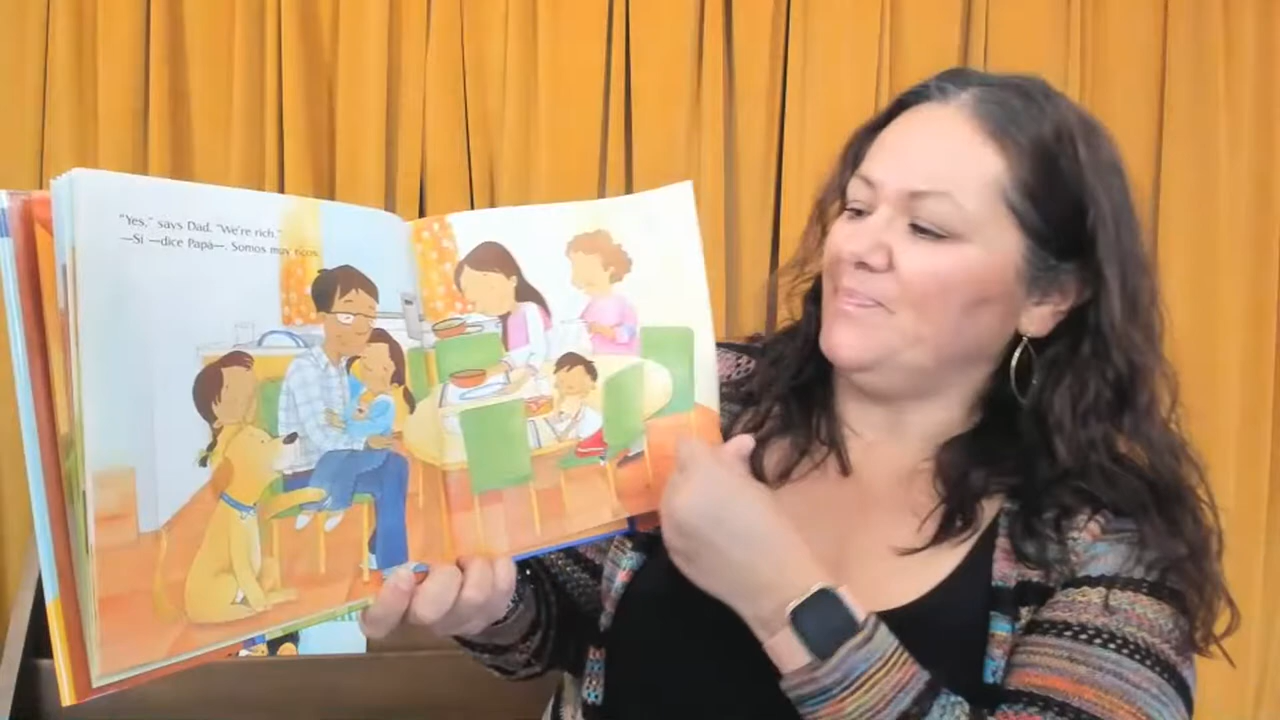 "Yes," says Dad. "We're rich."
—Sí —dice Papá—. Somos muy ricos.